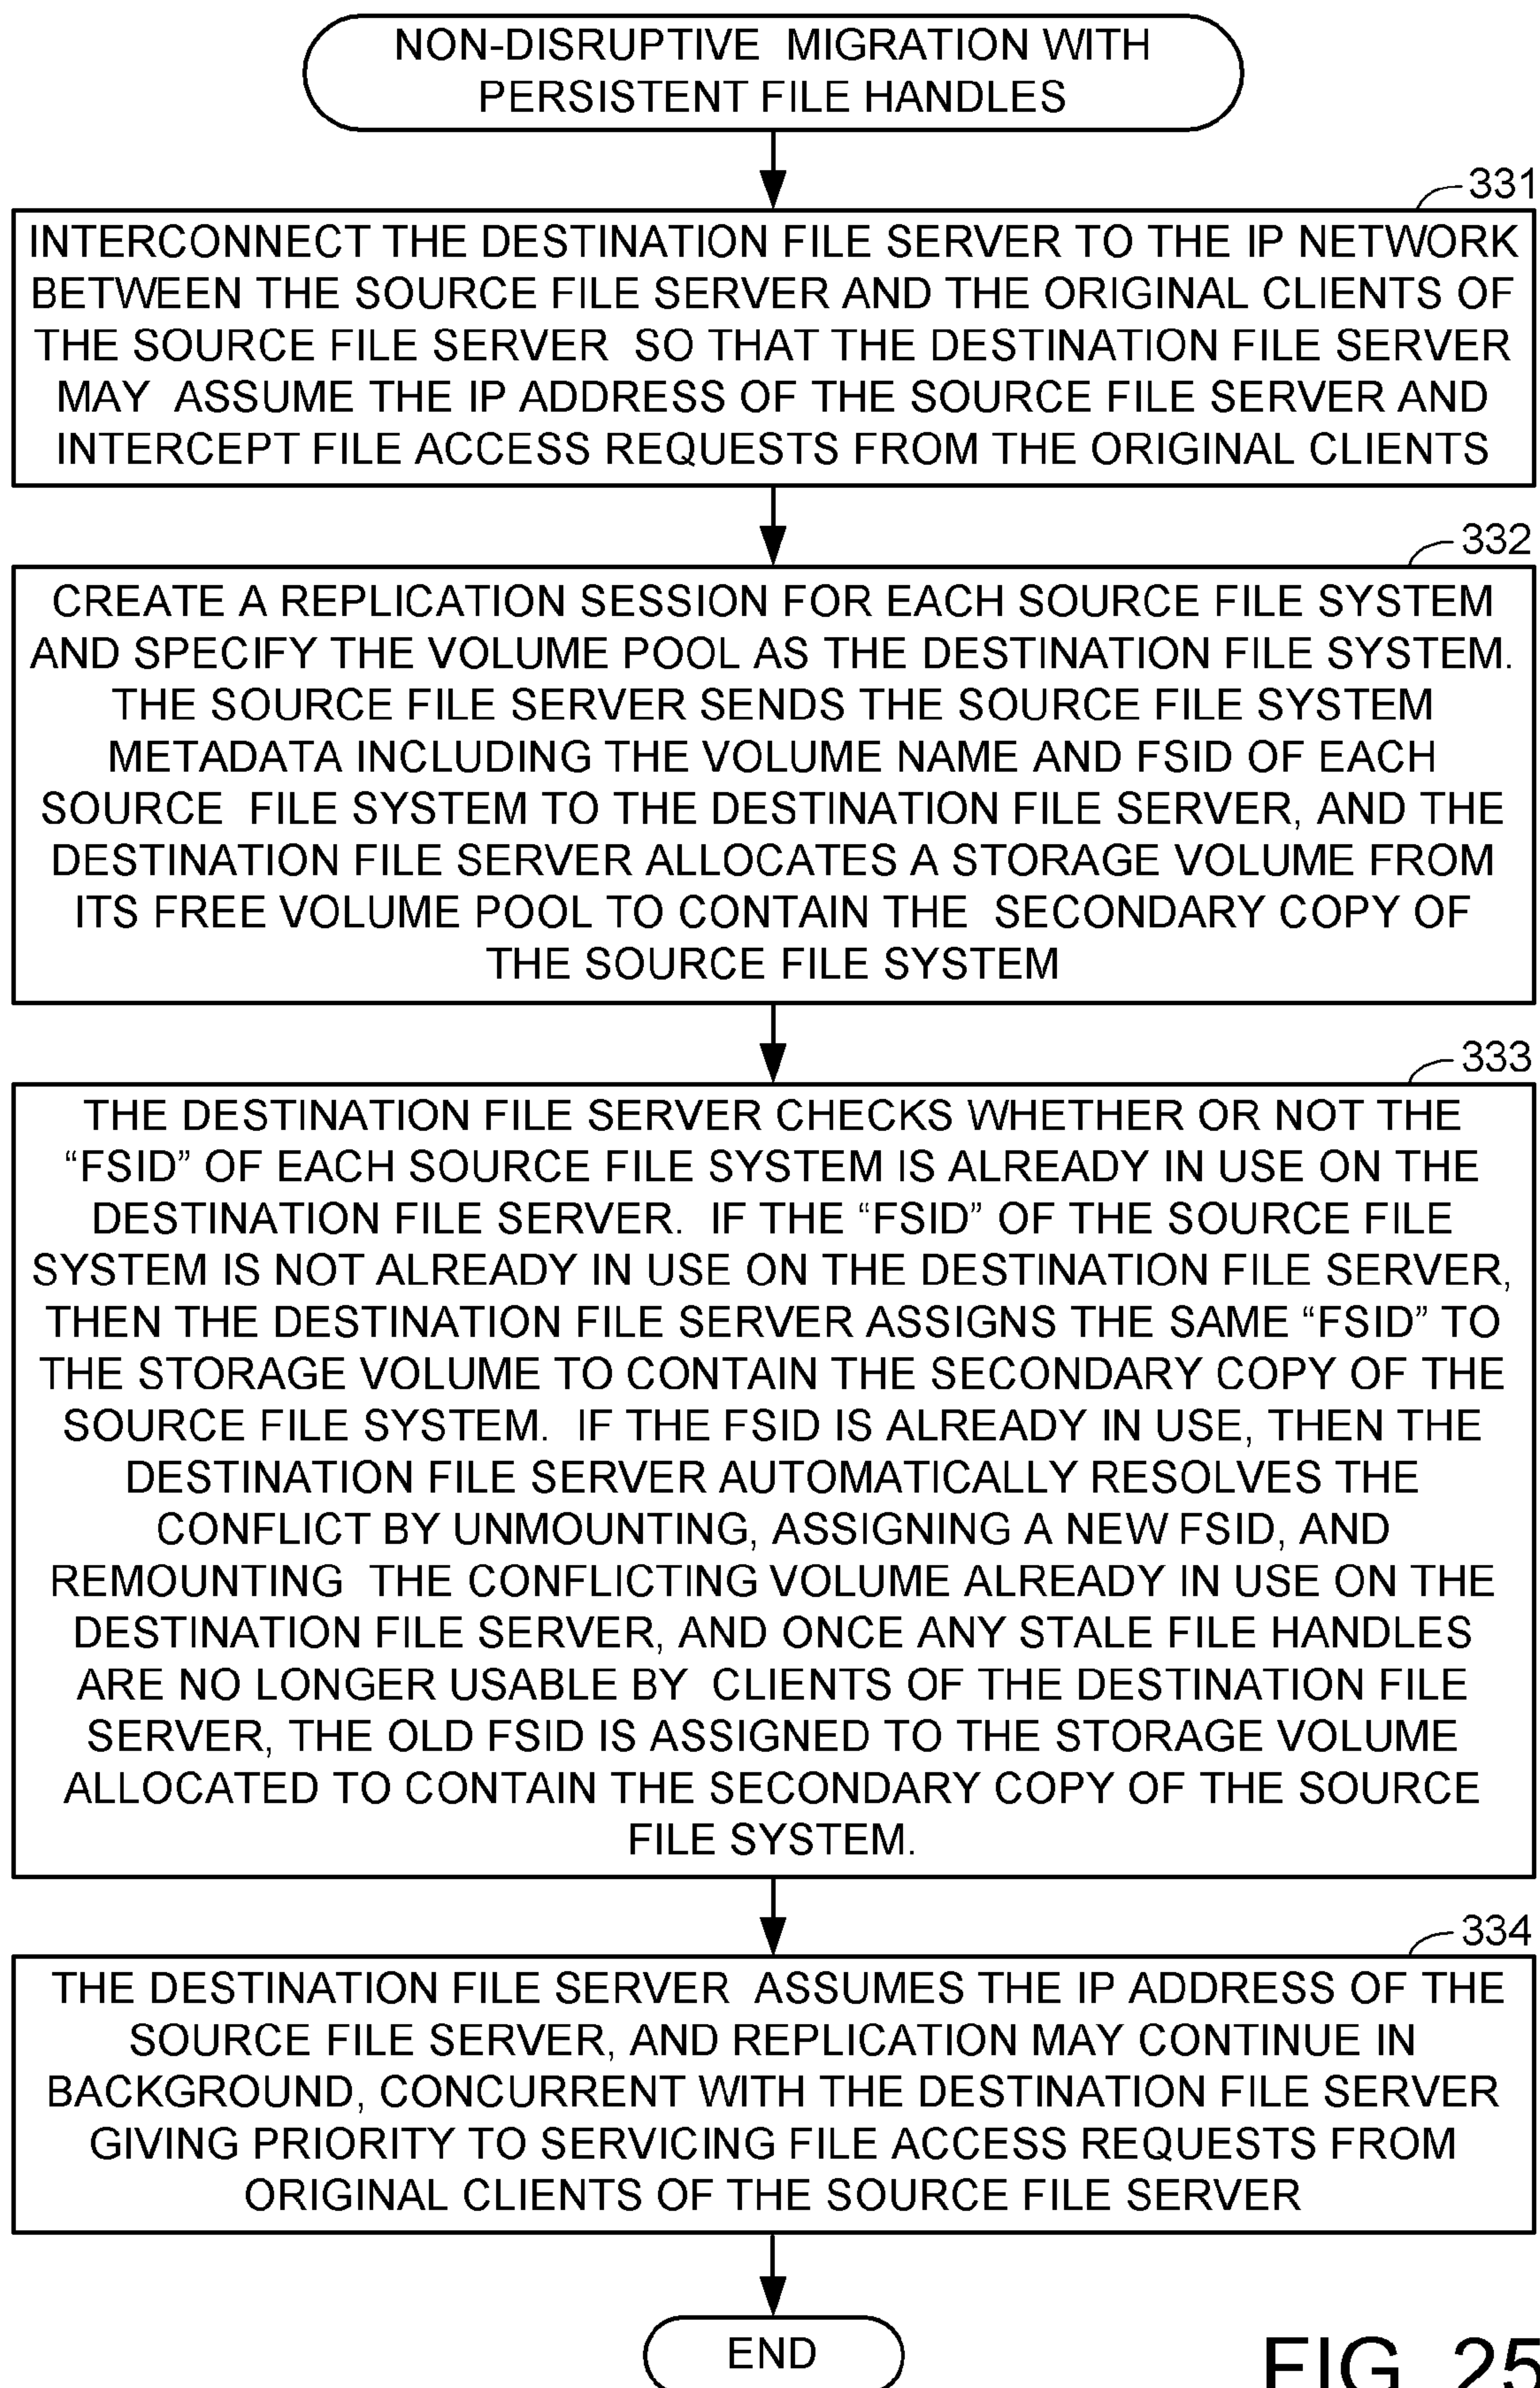 NON-DISRUPTIVE MIGRATION WITH
PERSISTENT FILE HANDLES
331
INTERCONNECT THE DESTINATION FILE SERVER TO THE IP NETWORK
BETWEEN THE SOURCE FILE SERVER AND THE ORIGINAL CLIENTS OF
THE SOURCE FILE SERVER SO THAT THE DESTINATION FILE SERVER
MAY ASSUME THE IP ADDRESS OF THE SOURCE FILE SERVER AND
INTERCEPT FILE ACCESS REQUESTS FROM THE ORIGINAL CLIENTS
332
CREATE A REPLICATION SESSION FOR EACH SOURCE FILE SYSTEM
AND SPECIFY THE VOLUME POOL AS THE DESTINATION FILE SYSTEM.
THE SOURCE FILE SERVER SENDS THE SOURCE FILE SYSTEM
METADATA INCLUDING THE VOLUME NAME AND FSID OF EACH
SOURCE FILE SYSTEM TO THE DESTINATION FILE SERVER, AND THE
DESTINATION FILE SERVER ALLOCATES A STORAGE VOLUME FROM
ITS FREE VOLUME POOL TO CONTAIN THE SECONDARY COPY OF
THE SOURCE FILE SYSTEM
333
THE DESTINATION FILE SERVER CHECKS WHETHER OR NOT THE
“FSID” OF EACH SOURCE FILE SYSTEM IS ALREADY IN USE ON THE
DESTINATION FILE SERVER. IF THE “FSID” OF THE SOURCE FILE
SYSTEM IS NOT ALREADY IN USE ON THE DESTINATION FILE SERVER,
THEN THE DESTINATION FILE SERVER ASSIGNS THE SAME “FSID” TO
THE STORAGE VOLUME TO CONTAIN THE SECONDARY COPY OF THE
SOURCE FILE SYSTEM. IF THE FSID IS ALREADY IN USE, THEN THE
DESTINATION FILE SERVER AUTOMATICALLY RESOLVES THE
CONFLICT BY UNMOUNTING, ASSIGNING A NEW FSID, AND
REMOUNTING THE CONFLICTING VOLUME ALREADY IN USE ON THE
DESTINATION FILE SERVER, AND ONCE ANY STALE FILE HANDLES
ARE NO LONGER USABLE BY CLIENTS OF THE DESTINATION FILE
SERVER, THE OLD FSID IS ASSIGNED TO THE STORAGE VOLUME
ALLOCATED TO CONTAIN THE SECONDARY COPY OF THE SOURCE
FILE SYSTEM.
334
THE DESTINATION FILE SERVER ASSUMES THE IP ADDRESS OF THE
SOURCE FILE SERVER, AND REPLICATION MAY CONTINUE IN
BACKGROUND, CONCURRENT WITH THE DESTINATION FILE SERVER
GIVING PRIORITY TO SERVICING FILE ACCESS REQUESTS FROM
ORIGINAL CLIENTS OF THE SOURCE FILE SERVER
END
FIG. 25